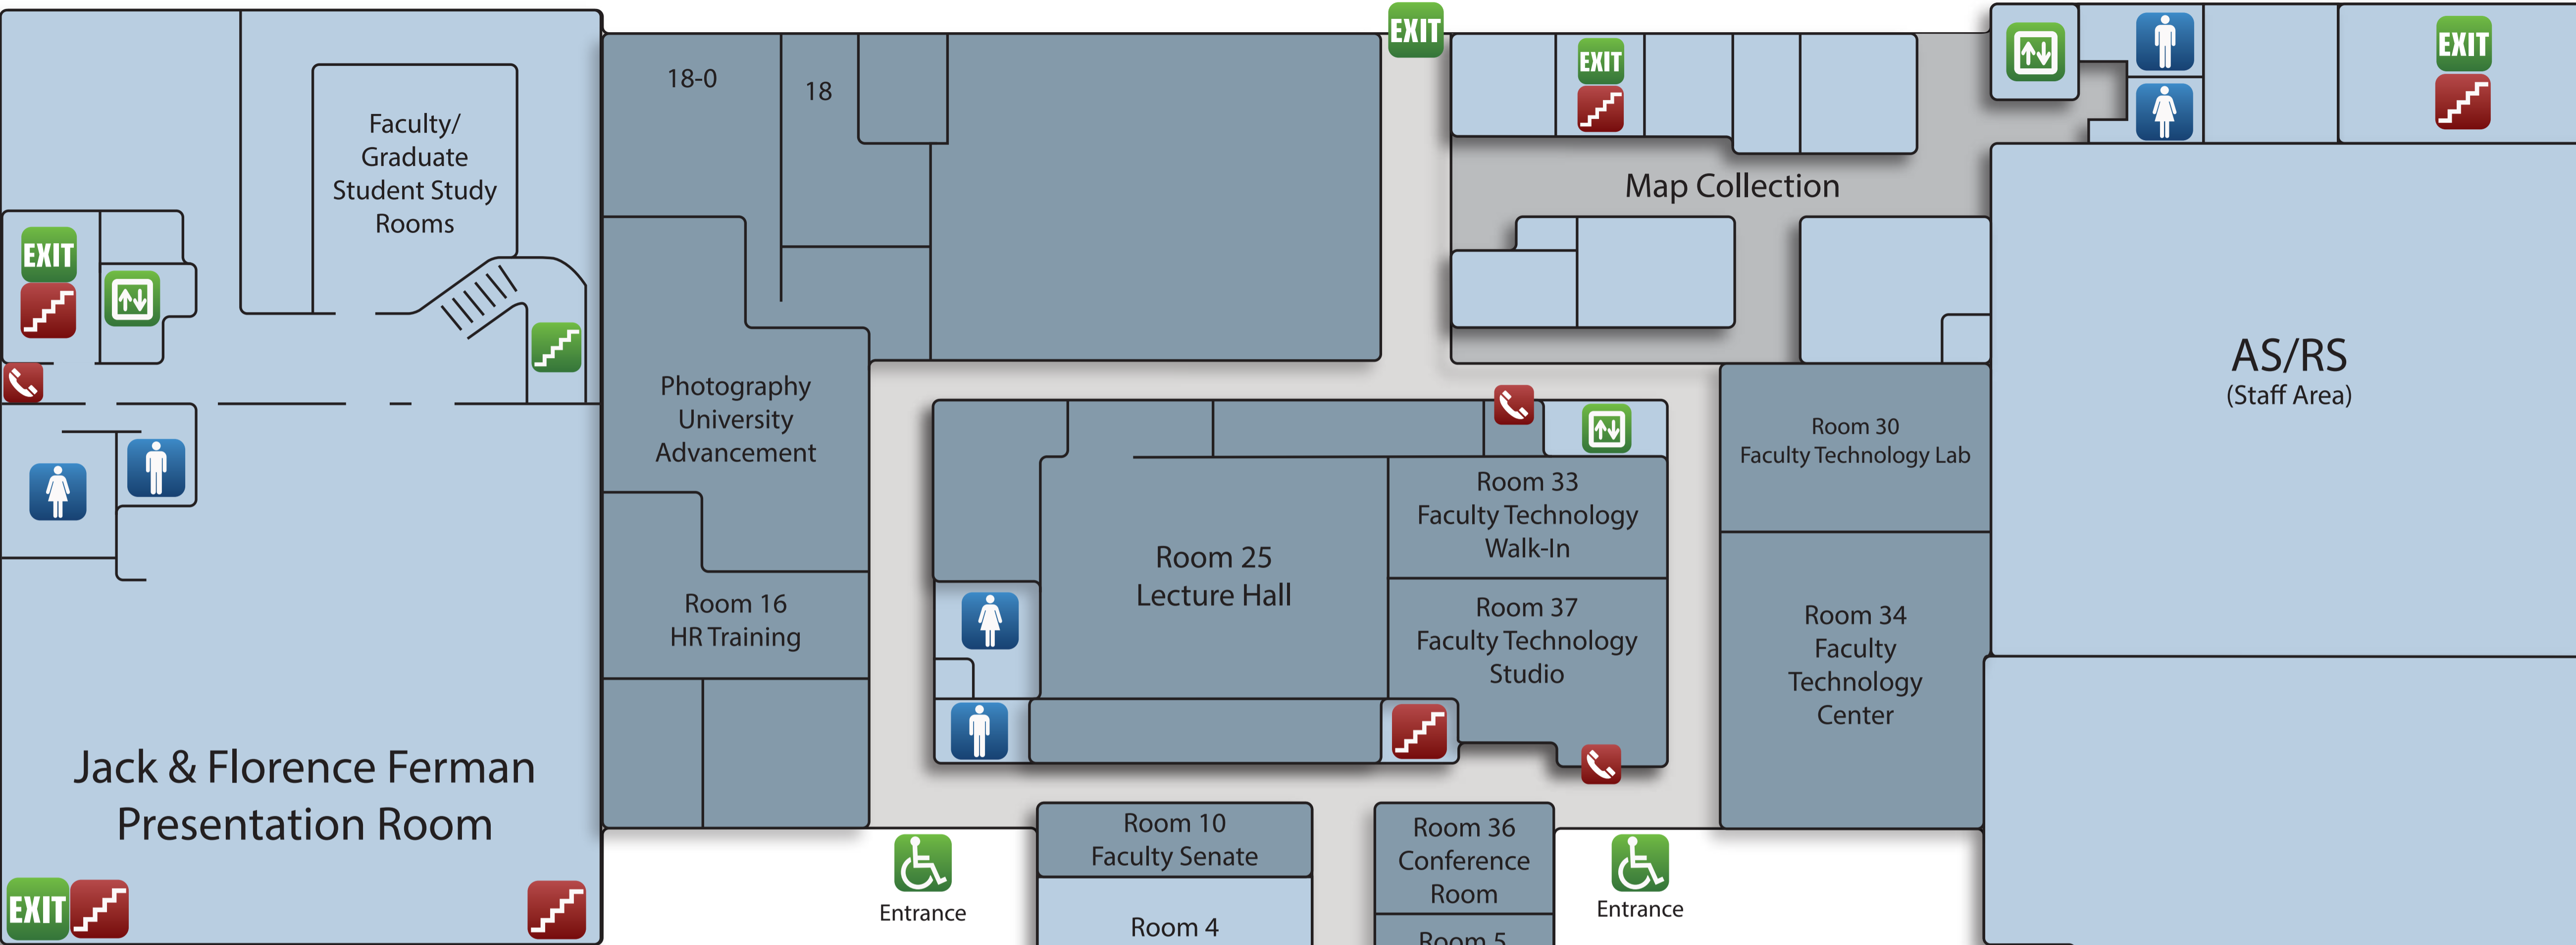 Faculty/
Graduate
Student Study
Rooms
EXIT
Jack & Florence Ferman
Presentation Room
EXIT
18-0
18
Photography
University
Advancement
Room 16
HR Training
EXIT
EXIT
Map Collection
EXIT
AS/RS
(Staff Area)
Room 25
Lecture Hall
Room 33
Faculty Technology
Walk-In
Room 37
Faculty Technology
Studio
Room 30
Faculty Technology Lab
Room 34
Faculty
Technology
Center
Entrance
Room 10
Faculty Senate
Room 4
Room 36
Conference
Room
Room 5
Entrance